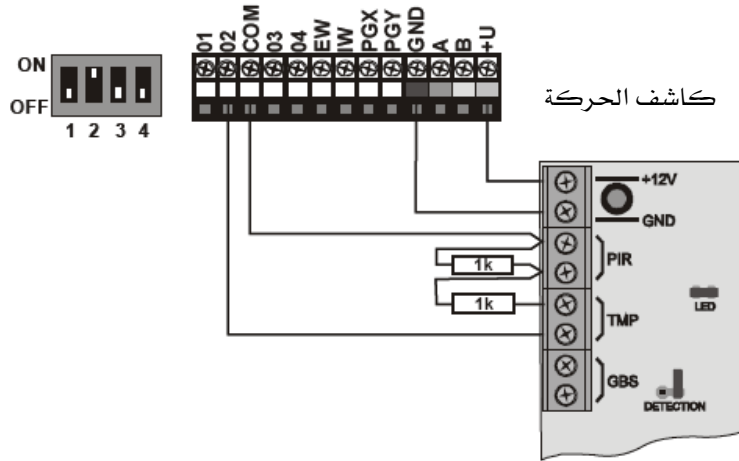 ON
OFF
1 2 3 4
01 02 COM 03 04 EW IW PGX PGY GND A B +U
كاشف الحركة
+12V
GND
PIR
1k
1k
TMP
LED
GBS
DETECTION